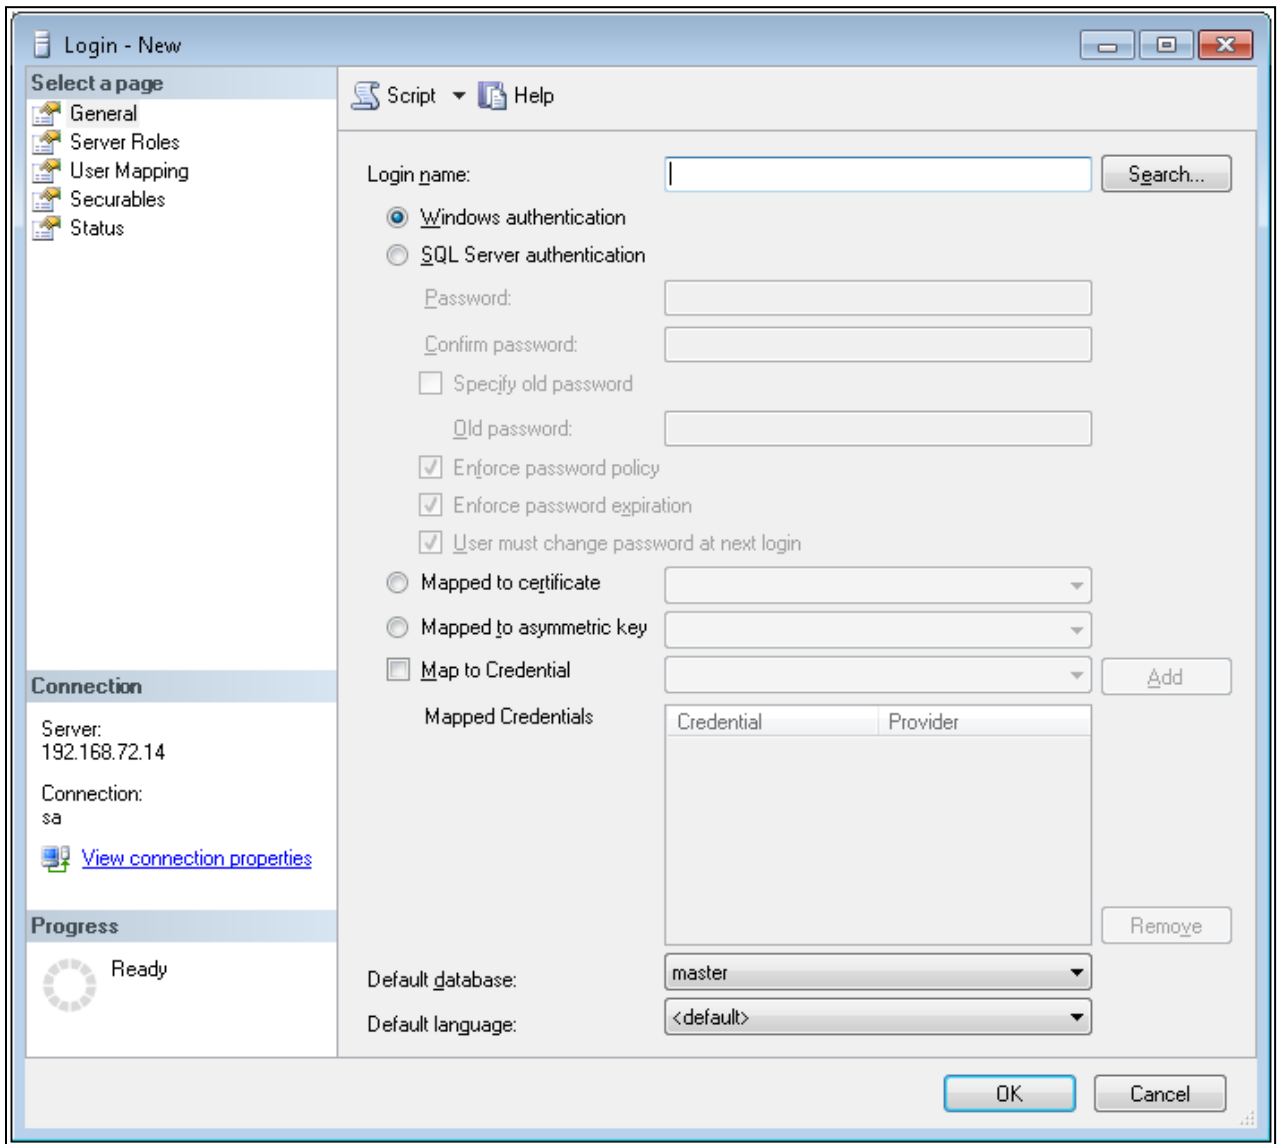 Login - New
Select a page
General
Server Roles
User Mapping
Securables
Status
Script
Help
Login name:
Search...
Windows authentication
SQL Server authentication
Password:
Confirm password:
Specify old password
Old password:
Enforce password policy
Enforce password expiration
User must change password at next login
Mapped to certificate
Mapped to asymmetric key
Map to Credential
Add
Mapped Credentials
Credential
Provider
Remove
Default database:
master
Default language:
<default>
Connection
Server:
192.168.72.14
Connection:
sa
View connection properties
Progress
Ready
OK
Cancel